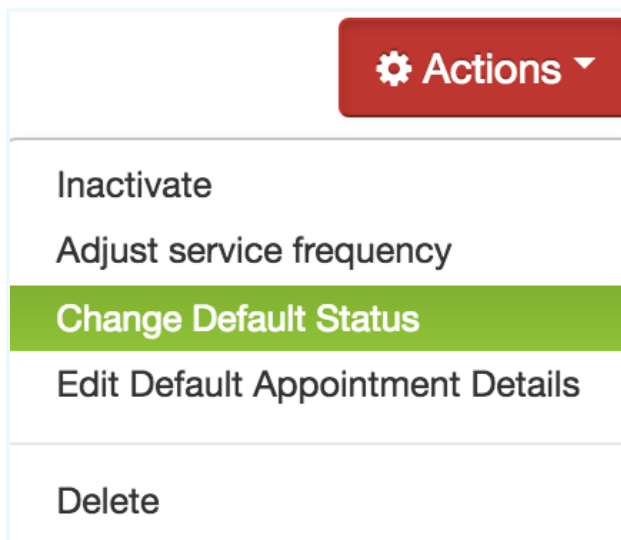 Actions
Inactivate
Adjust service frequency
Change Default Status
Edit Default Appointment Details
Delete